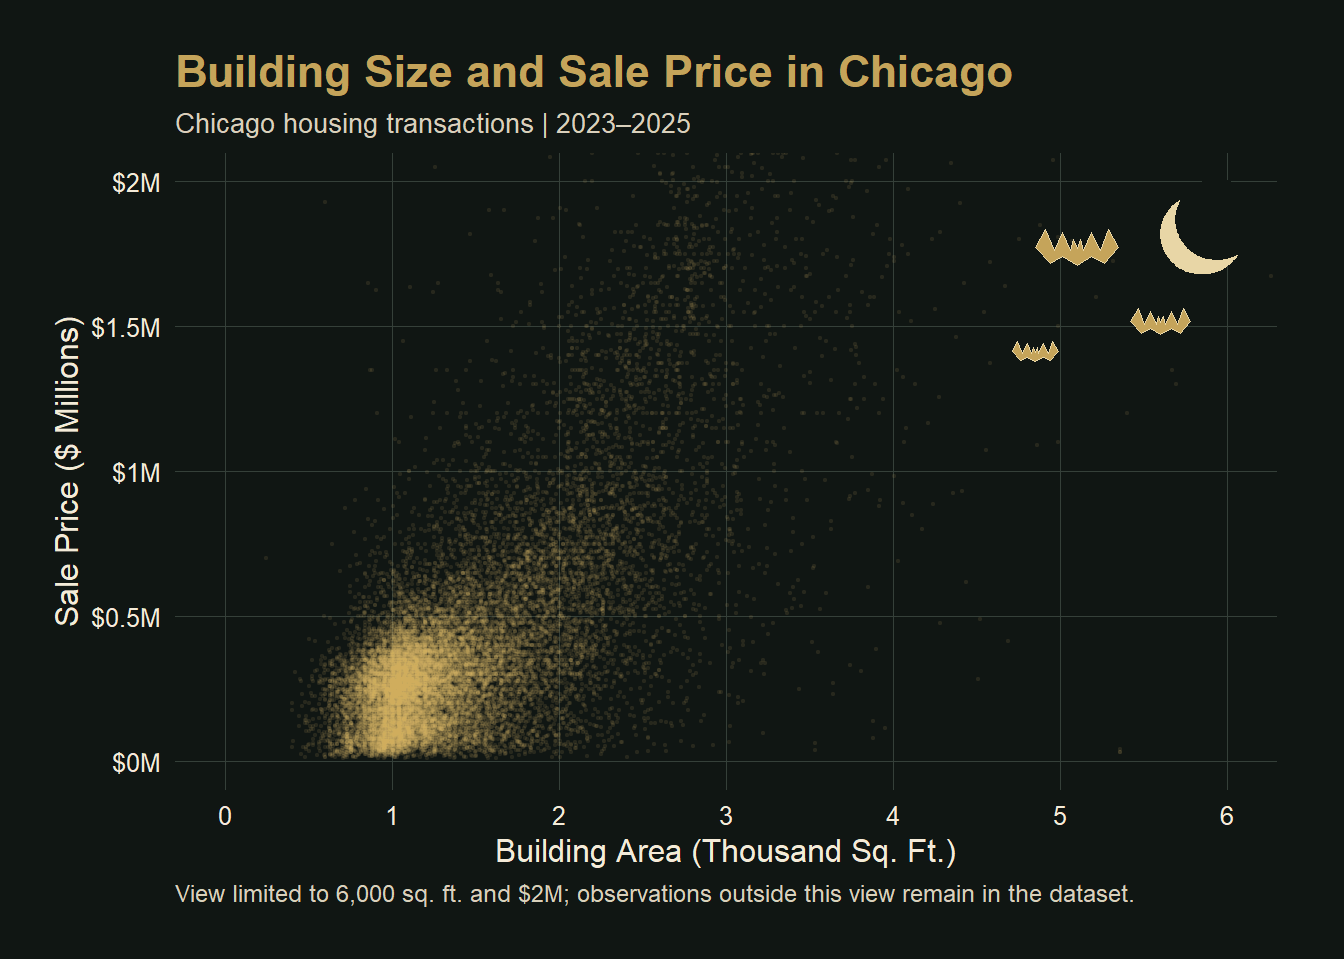 Building Size and Sale Price in Chicago
Chicago housing transactions | 2023–2025
Sale Price ($ Millions)
$2M
$1.5M
$1M
$0.5M
$0M
0 1 2 3 4 5 6
Building Area (Thousand Sq. Ft.)
View limited to 6,000 sq. ft. and $2M; observations outside this view remain in the dataset.